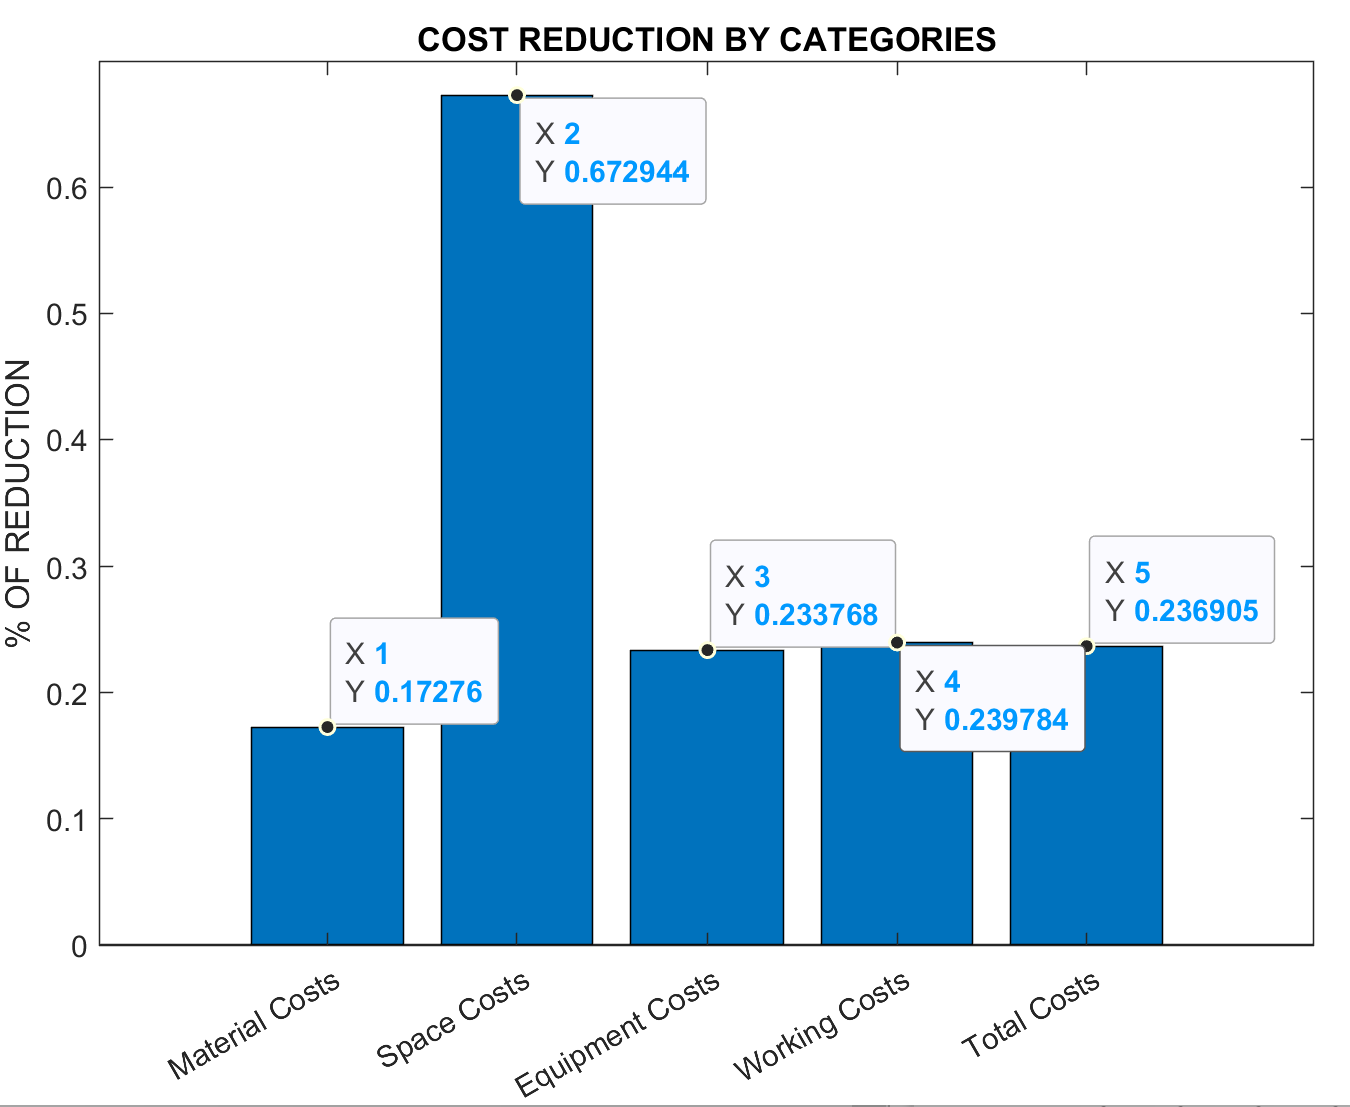 COST REDUCTION BY CATEGORIES
% OF REDUCTION
0.6
0.5
0.4
0.3
0.2
0.1
0
X 1
Y 0.17276
X 2
Y 0.672944
X 3
Y 0.233768
X 4
Y 0.239784
X 5
Y 0.236905
Material Costs
Space Costs
Equipment Costs
Working Costs
Total Costs